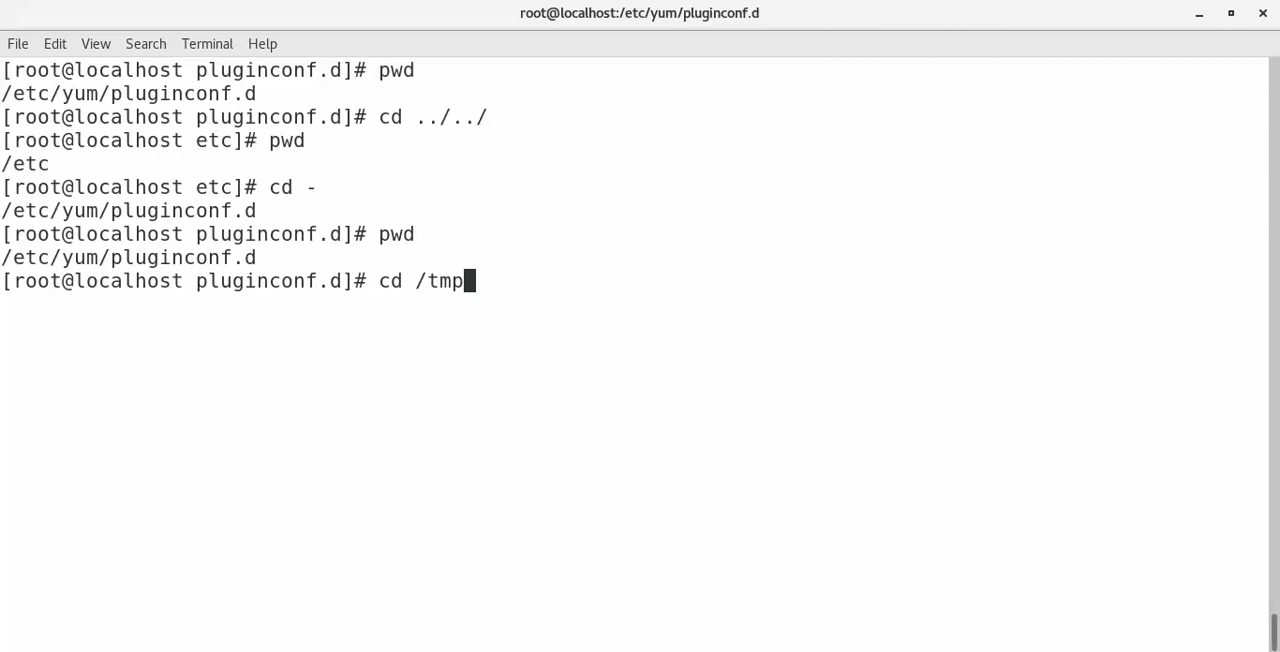 root@localhost:/etc/yum/pluginconf.d
File Edit View Search Terminal Help
[root@localhost pluginconf.d]# pwd
/etc/yum/pluginconf.d
[root@localhost pluginconf.d]# cd ../../
[root@localhost etc]# pwd
/etc
[root@localhost etc]# cd -
/etc/yum/pluginconf.d
[root@localhost pluginconf.d]# pwd
/etc/yum/pluginconf.d
[root@localhost pluginconf.d]# cd /tmp